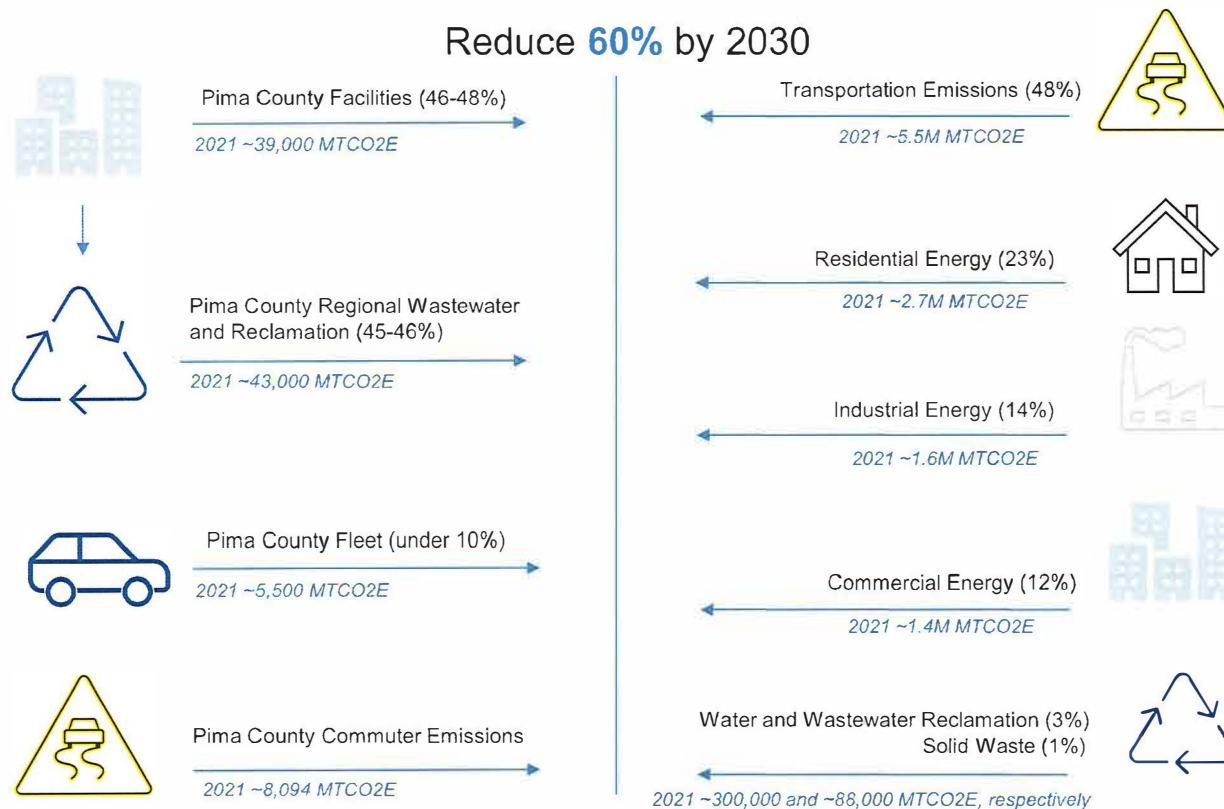 Reduce 60% by 2030
Pima County Facilities (46-48%)
2021 ~39,000 MTCO2E
Pima County Regional Wastewater
and Reclamation (45-46%)
2021 ~43,000 MTCO2E
Pima County Fleet (under 10%)
2021 ~5,500 MTCO2E
Pima County Commuter Emissions
2021 ~8,094 MTCO2E
Transportation Emissions (48%)
2021 ~5.5M MTCO2E
Residential Energy (23%)
2021 ~2.7M MTCO2E
Industrial Energy (14%)
2021 ~1.6M MTCO2E
Commercial Energy (12%)
2021 ~1.4M MTCO2E
Water and Wastewater Reclamation (3%)
Solid Waste (1%)
2021 ~300,000 and ~88,000 MTCO2E, respectively